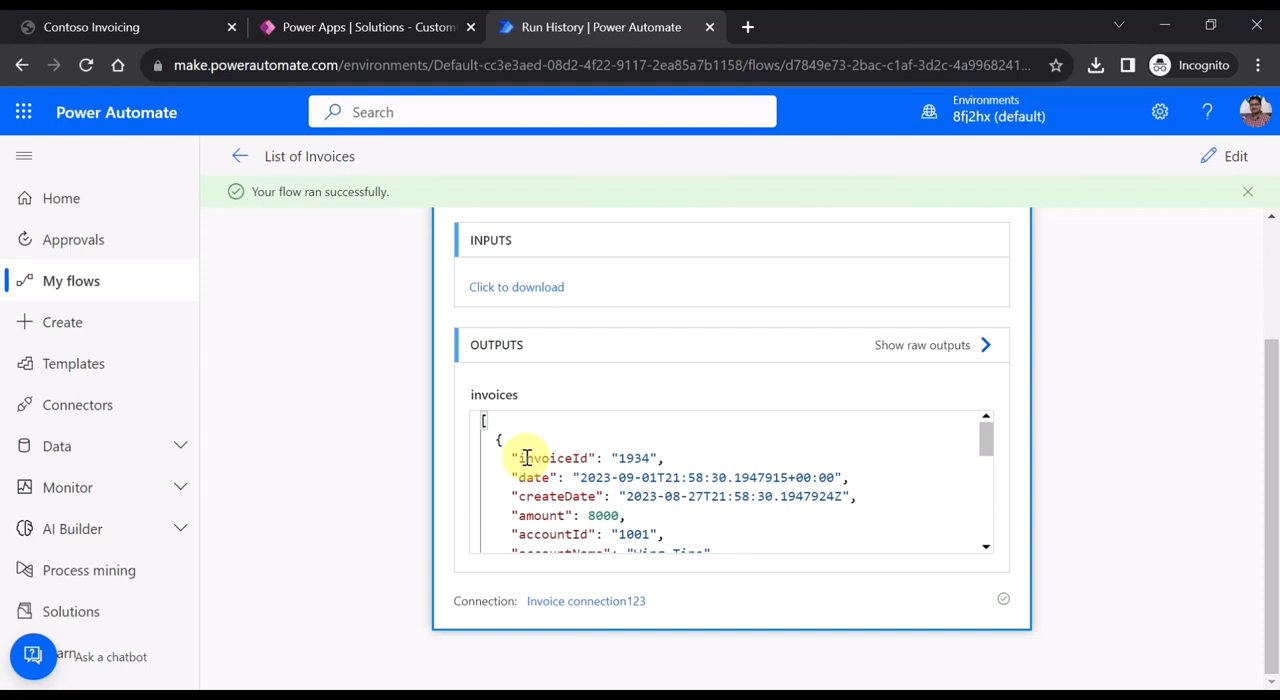 Contoso Invoicing
Power Apps | Solutions - Custom
Run History | Power Automate
make.powerautomate.com/environments/Default-cc3e3aed-08d2-4f22-9117-2ea85a7b1158/flows/d7849e73-2bac-c1af-3d2c-4a9968241...
Incognito
Power Automate
Search
Environments
8fj2hx (default)
List of Invoices
Edit
Your flow ran successfully.
Home
Approvals
My flows
Create
Templates
Connectors
Data
Monitor
AI Builder
Process mining
Solutions
Ask a chatbot
INPUTS
Click to download
OUTPUTS
Show raw outputs
invoices
[
{
"invoiceId": "1934",
"date": "2023-09-01T21:58:30.1947915+00:00",
"createDate": "2023-08-27T21:58:30.1947924Z",
"amount": 8000,
"accountId": "1001",
"accountName": "Wing Tips"
Connection: Invoice connection123